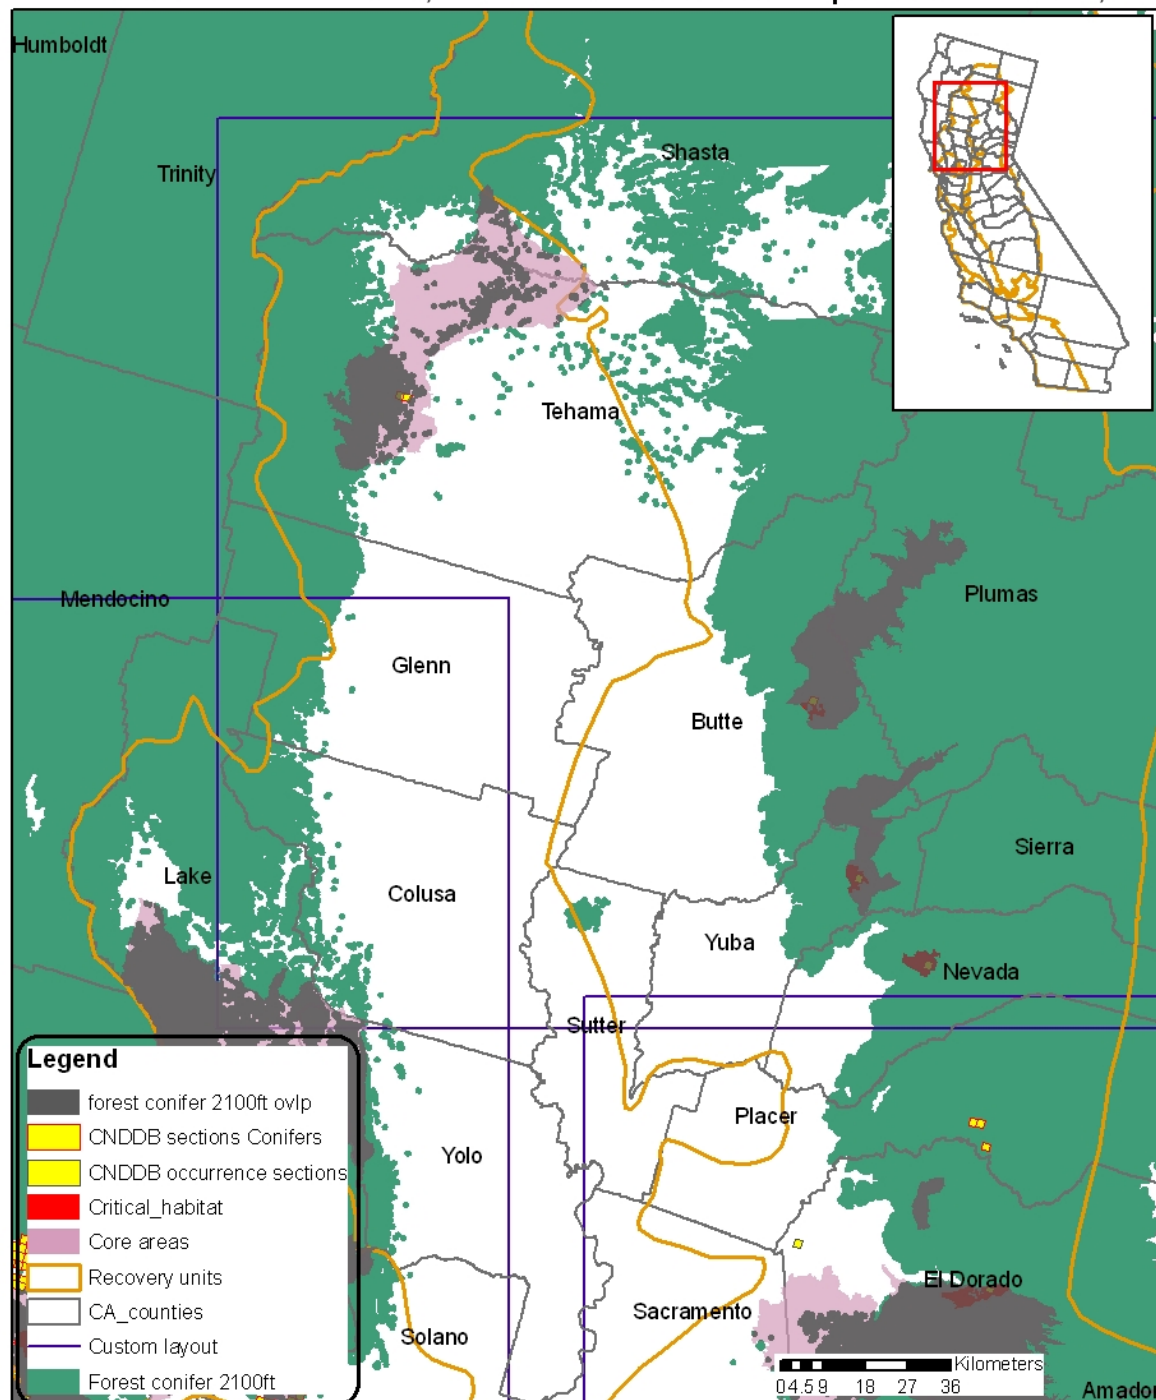 Humboldt
Shasta
Trinity
Tehama
Plumas
Mendocino
Glenn
Butte
Sierra
Lake
Colusa
Yuba
Nevada
Sutter
Legend
forest conifer 2100ft ovlp
CNDDB sections Conifers
CNDDB occurrence sections
Critical_habitat
Core areas
Recovery units
CA_counties
Custom layout
Forest conifer 2100ft
Placer
Yolo
El Dorado
Sacramento
Solano
Kilometers
0 4.5 9 18 27 36
Amador